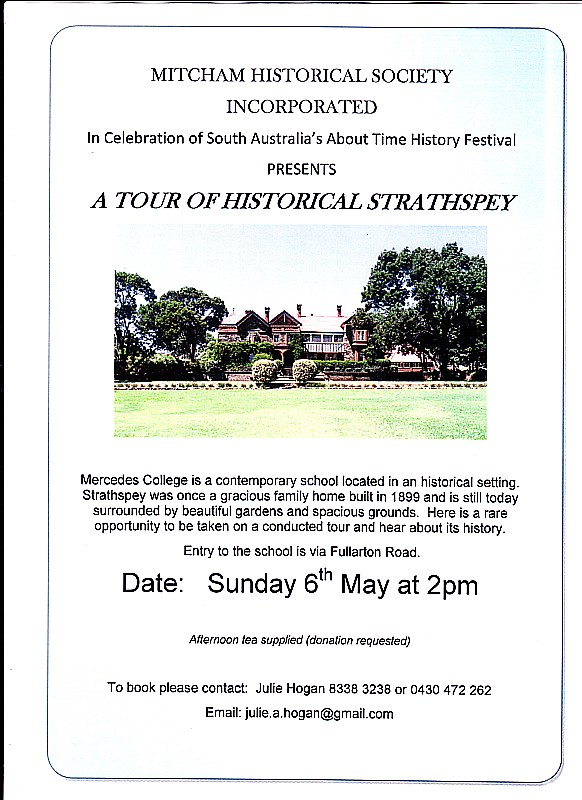 MITCHAM HISTORICAL SOCIETY
INCORPORATED
In Celebration of South Australia's About Time History Festival
PRESENTS
A TOUR OF HISTORICAL STRATHSPEY
Mercedes College is a contemporary school located in an historical setting.
Strathspey was once a gracious family home built in 1899 and is still today
surrounded by beautiful gardens and spacious grounds. Here is a rare
opportunity to be taken on a conducted tour and hear about its history.
Entry to the school is via Fullarton Road.
Date: Sunday 6th May at 2pm
Afternoon tea supplied (donation requested)
To book please contact: Julie Hogan 8338 3238 or 0430 472 262
Email: julie.a.hogan@gmail.com